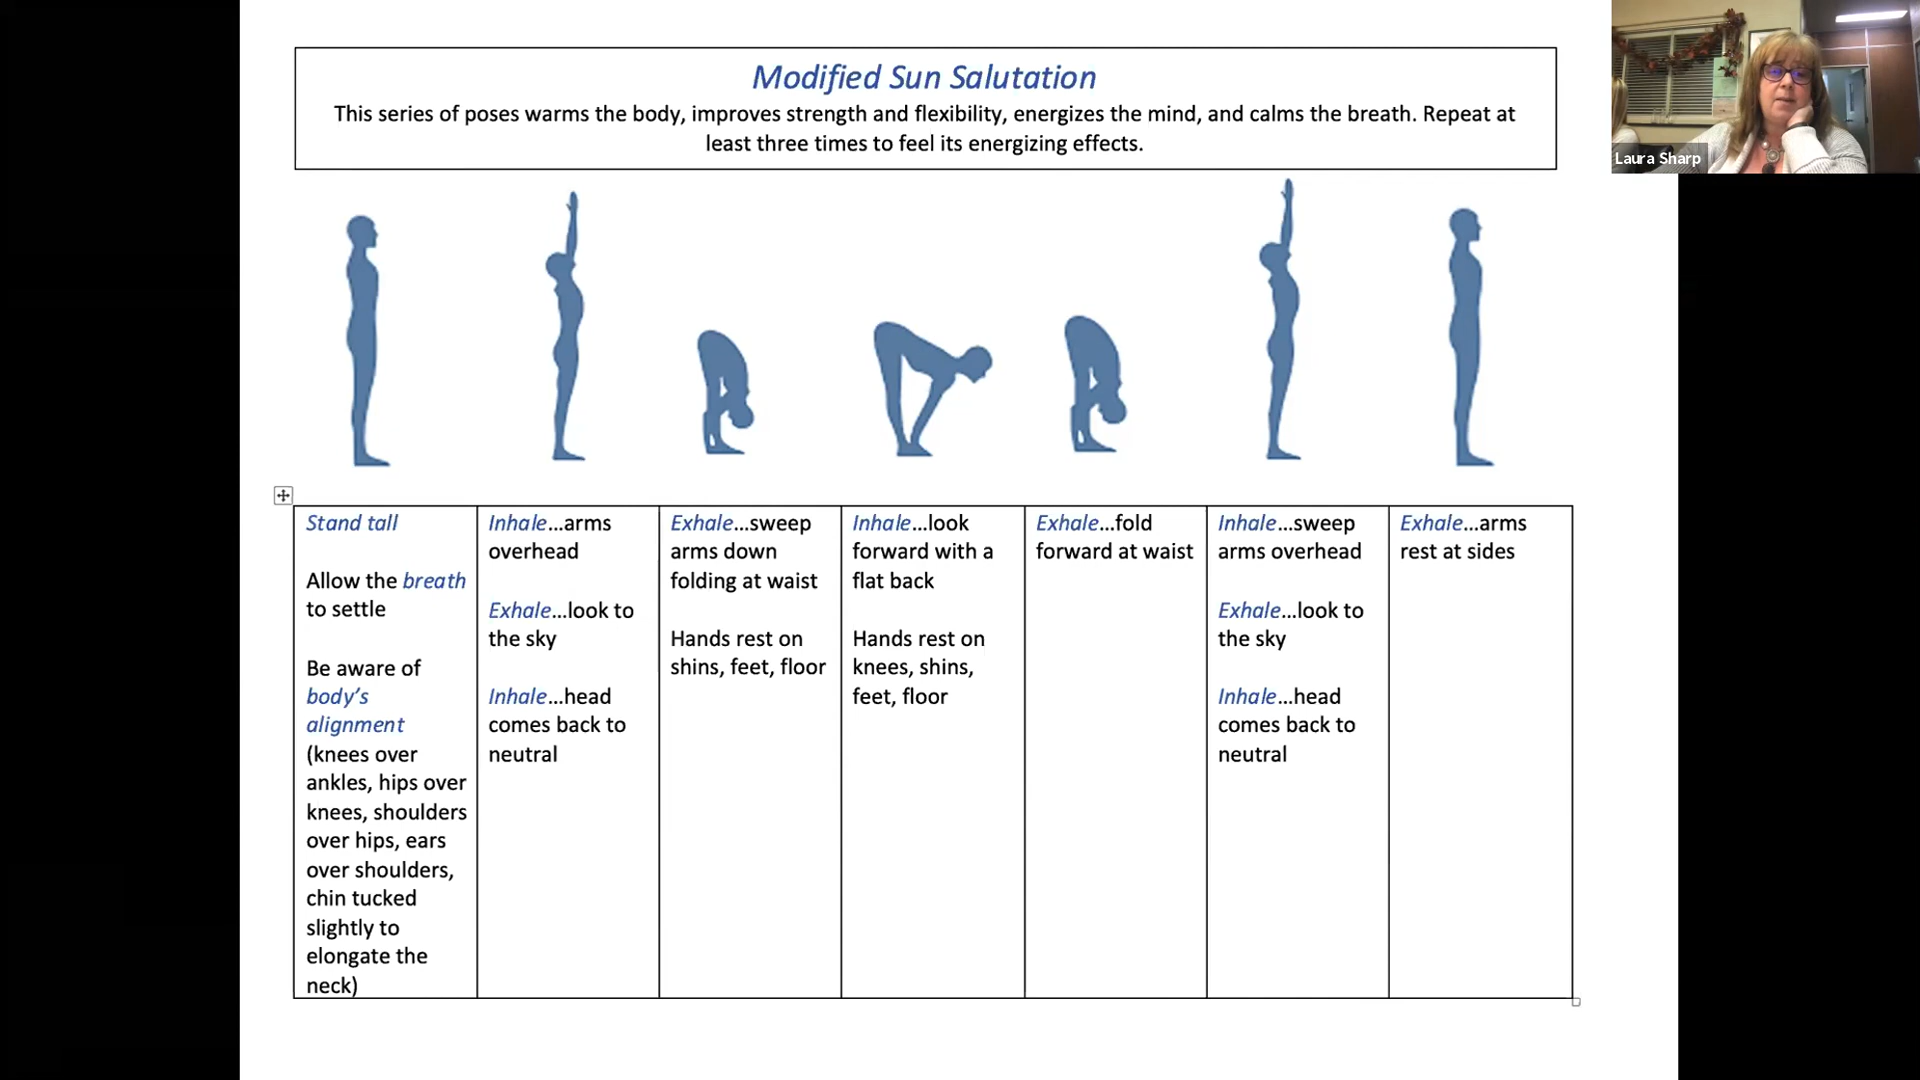 Modified Sun Salutation
This series of poses warms the body, improves strength and flexibility, energizes the mind, and calms the breath. Repeat at
least three times to feel its energizing effects.
Laura Sharp
Stand tall
Allow the breath
to settle
Be aware of
body’s
alignment
(knees over
ankles, hips over
knees, shoulders
over hips, ears
over shoulders,
chin tucked
slightly to
elongate the
neck)
Inhale…arms
overhead
Exhale…look to
the sky
Inhale…head
comes back to
neutral
Exhale…sweep
arms down
folding at waist
Hands rest on
shins, feet, floor
Inhale…look
forward with a
flat back
Hands rest on
knees, shins,
feet, floor
Exhale…fold
forward at waist
Inhale…sweep
arms overhead
Exhale…look to
the sky
Inhale…head
comes back to
neutral
Exhale…arms
rest at sides